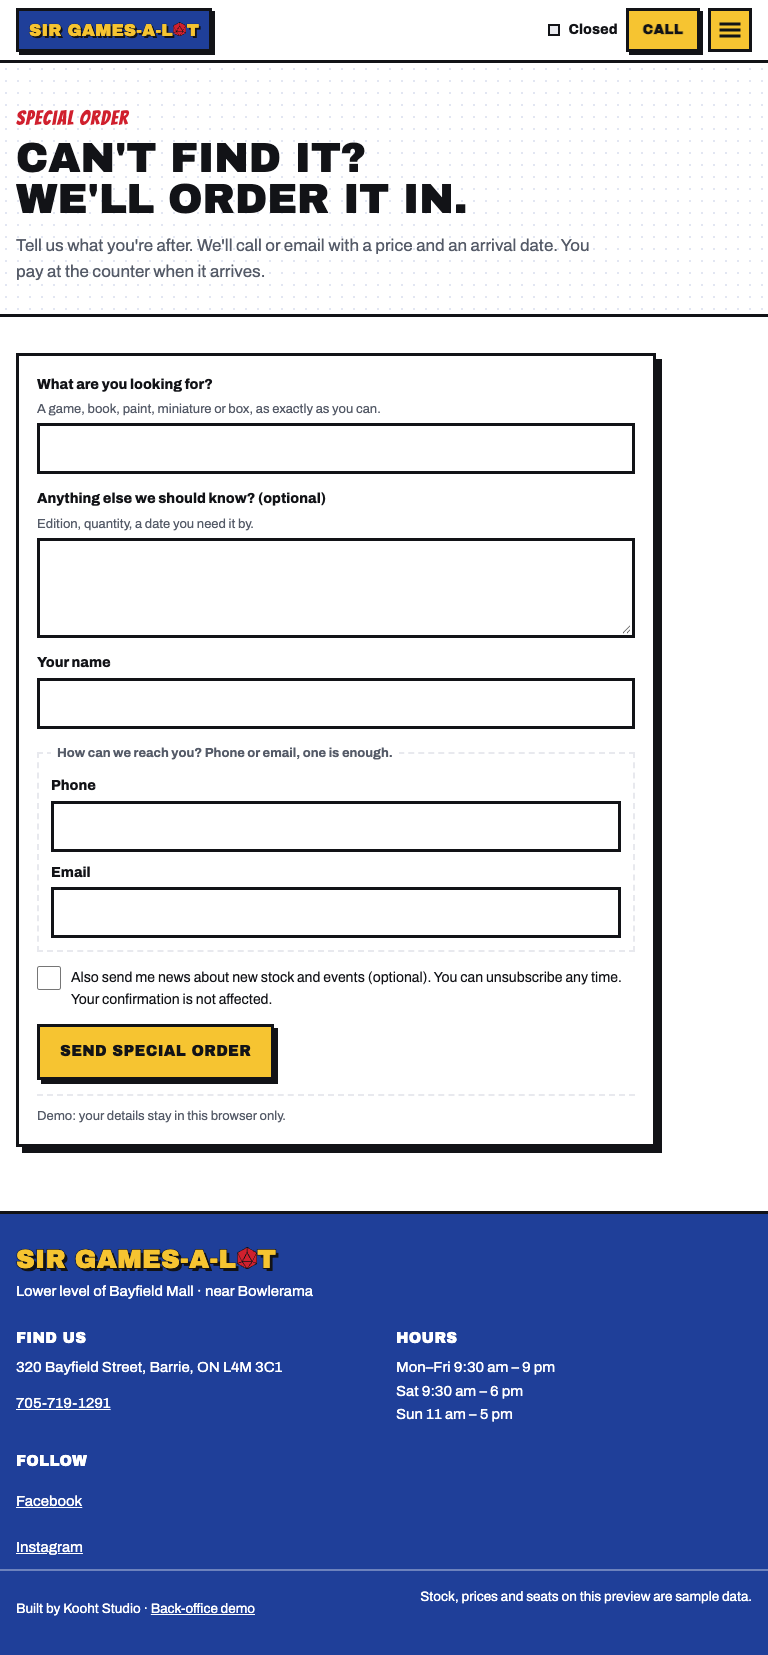 SIR GAMES-A-LOT
Closed
CALL
SPECIAL ORDER
CAN'T FIND IT?
WE'LL ORDER IT IN.
Tell us what you're after. We'll call or email with a price and an arrival date. You
pay at the counter when it arrives.
What are you looking for?
A game, book, paint, miniature or box, as exactly as you can.
Anything else we should know? (optional)
Edition, quantity, a date you need it by.
Your name
How can we reach you? Phone or email, one is enough.
Phone
Email
Also send me news about new stock and events (optional). You can unsubscribe any time.
Your confirmation is not affected.
SEND SPECIAL ORDER
Demo: your details stay in this browser only.
SIR GAMES-A-LOT
Lower level of Bayfield Mall · near Bowlerama
FIND US
320 Bayfield Street, Barrie, ON L4M 3C1
705-719-1291
HOURS
Mon–Fri 9:30 am – 9 pm
Sat 9:30 am – 6 pm
Sun 11 am – 5 pm
FOLLOW
Facebook
Instagram
Built by Kooht Studio · Back-office demo
Stock, prices and seats on this preview are sample data.